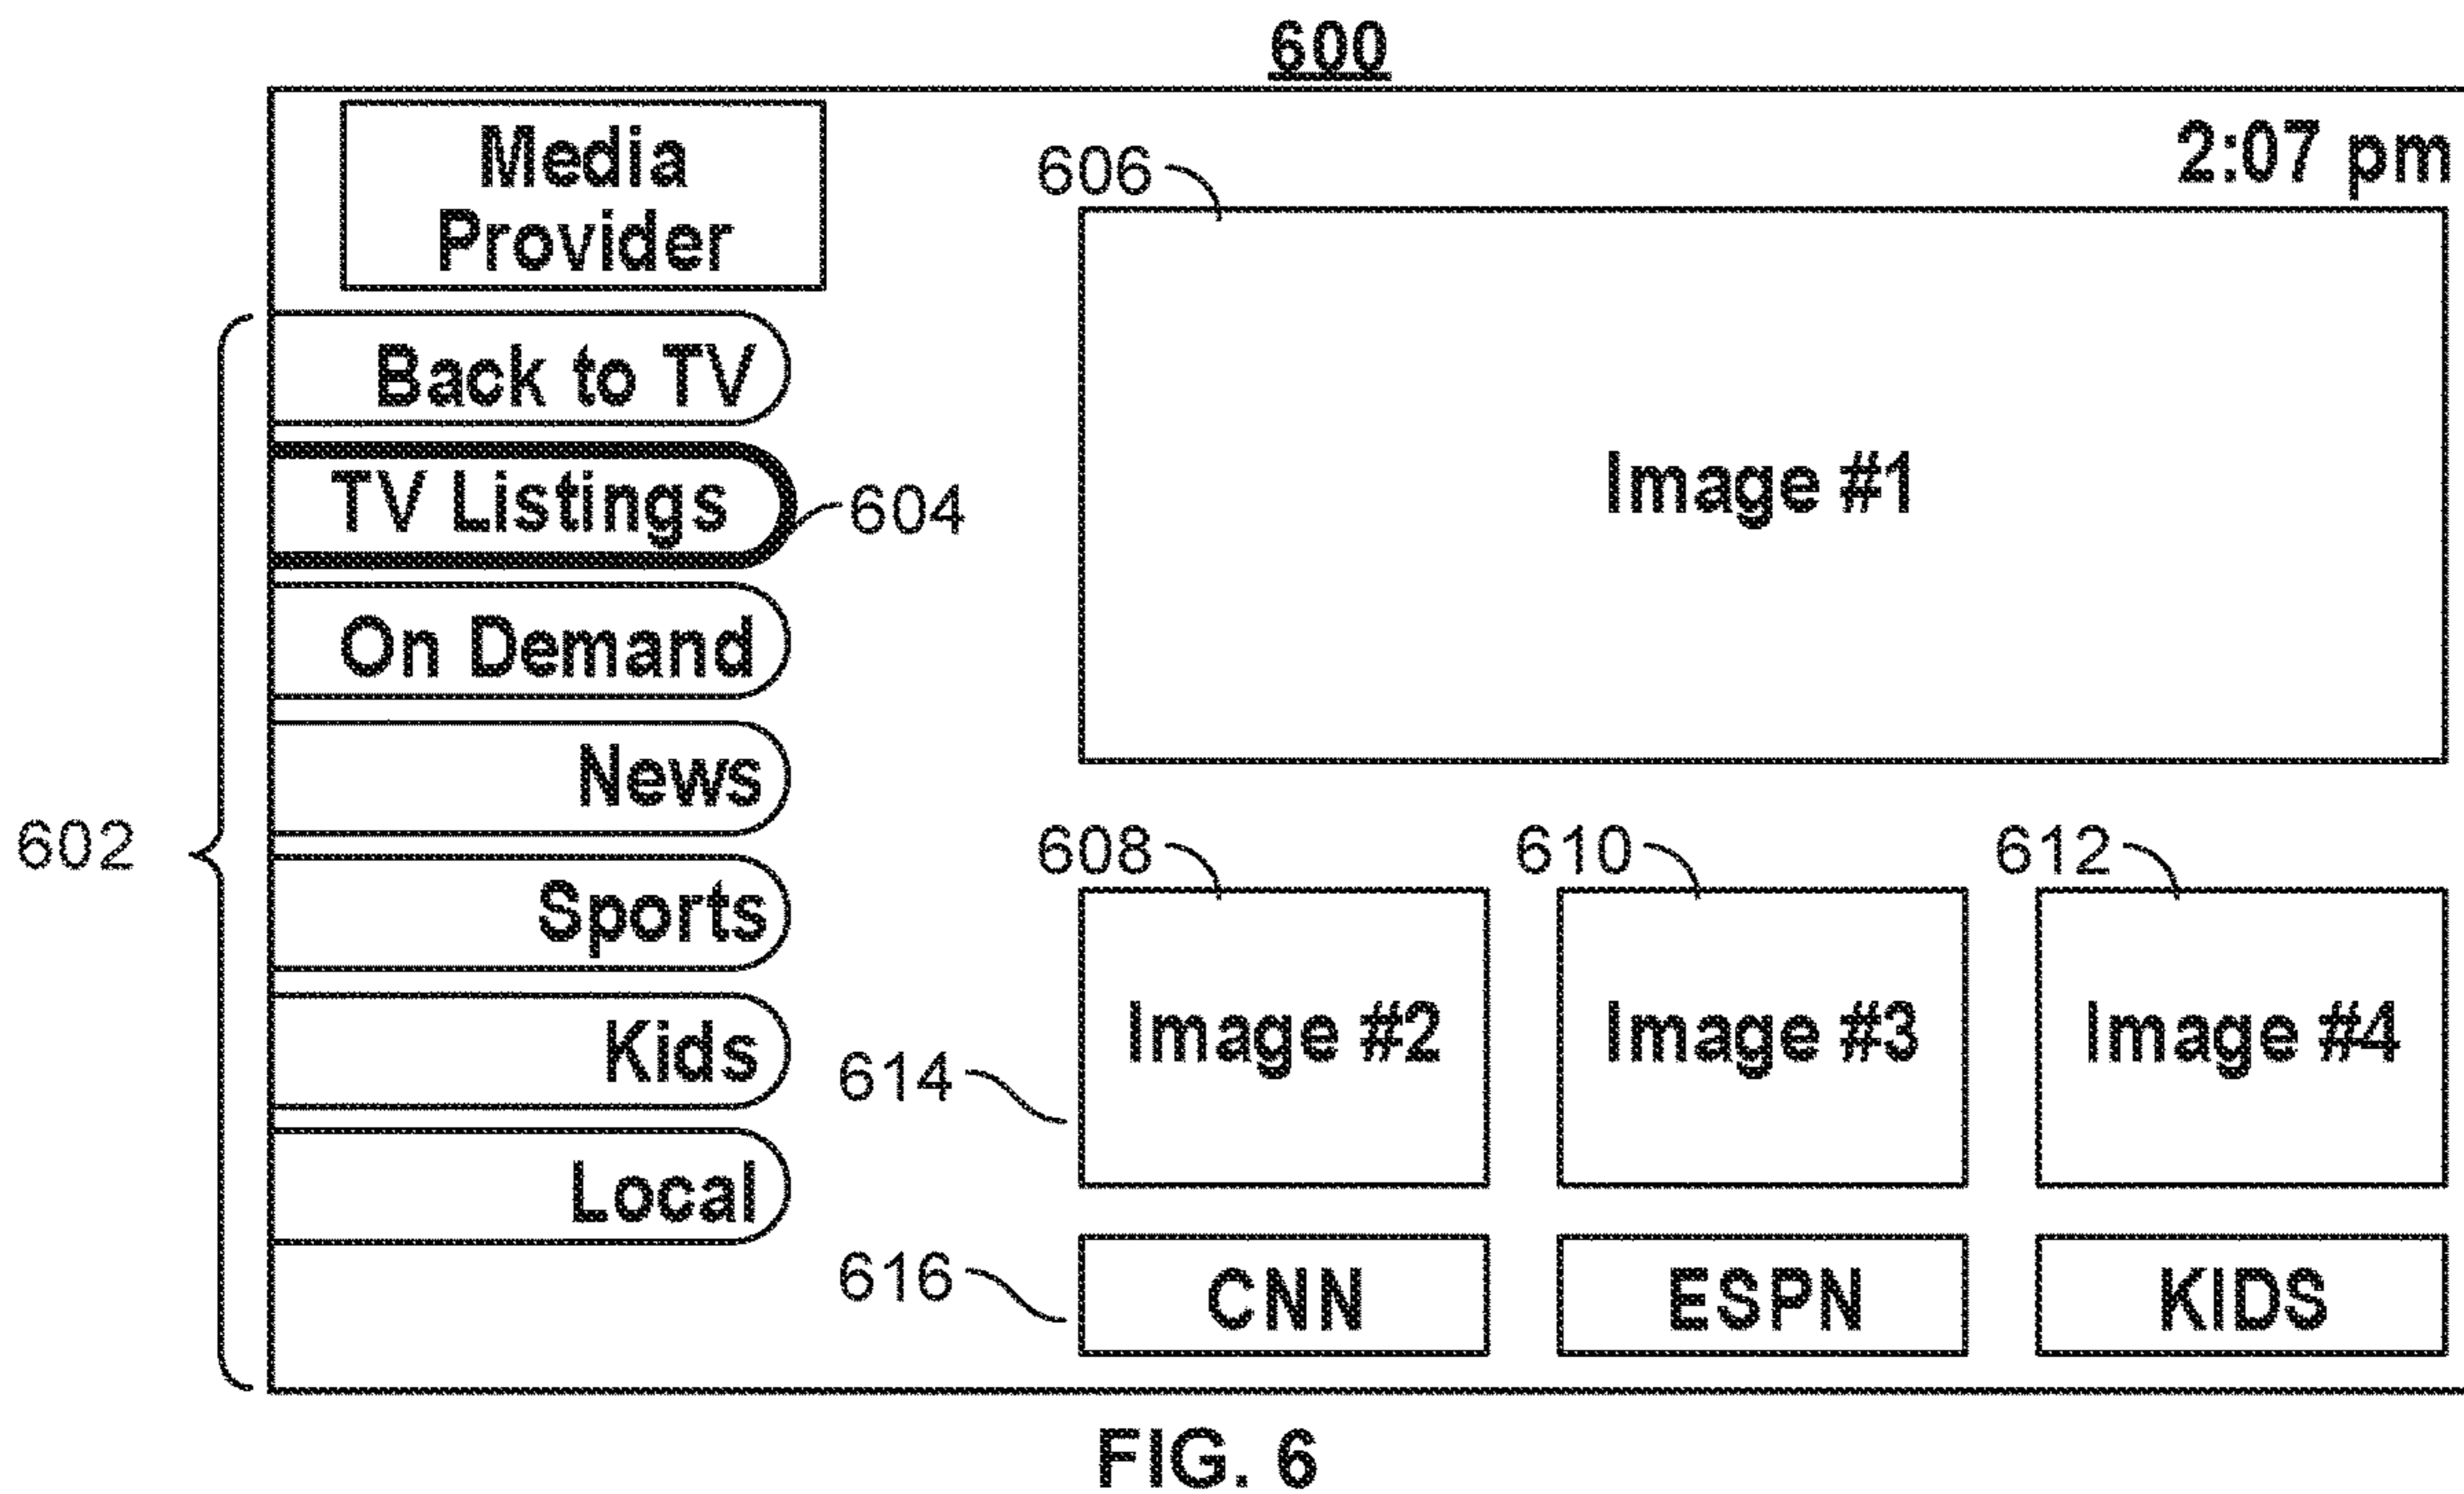 600
Media
Provider
2:07 pm
606
Back to TV
TV Listings
604
Image #1
On Demand
News
602
608
610
612
Sports
Image #2
Image #3
Image #4
Kids
614
Local
616
CNN
ESPN
KIDS
FIG. 6